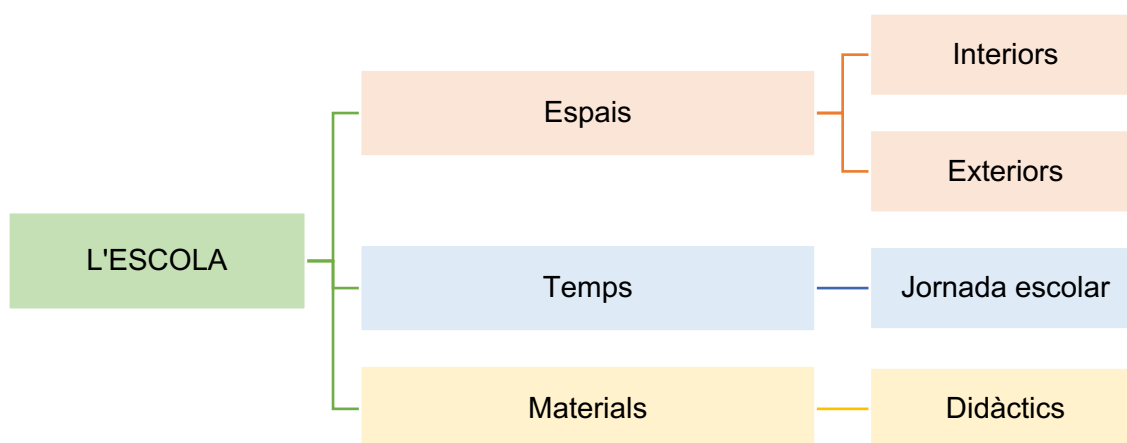 L'ESCOLA
Espais
Interiors
Exteriors
Temps
Jornada escolar
Materials
Didàctics